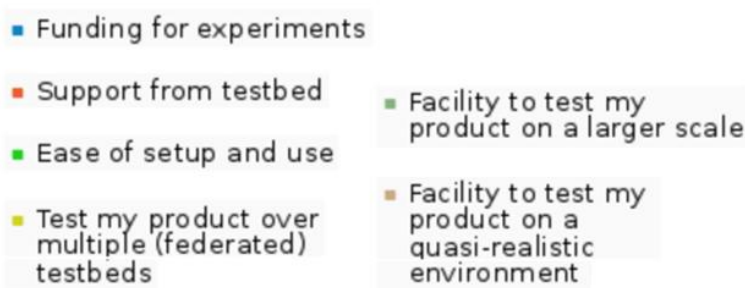 Funding for experiments
Support from testbed
Ease of setup and use
Test my product over
multiple (federated)
testbeds
Facility to test my
product on a larger scale
Facility to test my
product on a
quasi-realistic
environment